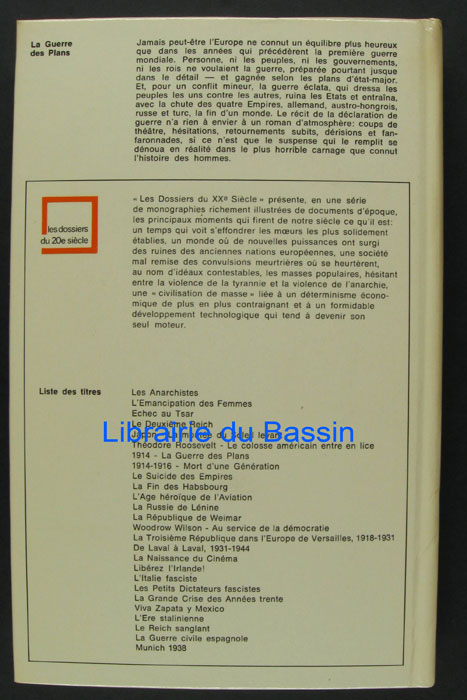 La Guerre
des Plans
Jamais peut-être l'Europe ne connut un équilibre plus heureux
que dans les années qui précédèrent la première guerre
mondiale. Personne, ni les peuples, ni les gouvernements,
ni les rois ne voulaient la guerre, préparée pourtant jusque
dans le détail — et gagnée selon les plans d'état-major.
Et, pour un conflit mineur, la guerre éclata, qui dressa les
peuples les uns contre les autres, ruina les Etats et entraîna,
avec la chute des quatre Empires, allemand, austro-hongrois,
russe et turc, la fin d'un monde. Le récit de la déclaration de
guerre n'a rien à envier à un roman d'atmosphère: coups de
théâtre, hésitations, retournements subits, dérisions et fan-
faronnades, si ce n'est que le suspense qui le remplit se
dénoua en réalité dans le plus horrible carnage que connut
l'histoire des hommes.
les dossiers
du 20e siècle
« Les Dossiers du XXe Siècle » présente, en une série
de monographies richement illustrées de documents d'époque,
les principaux moments qui firent de notre siècle ce qu'il est:
un temps qui voit s'effondrer les mœurs les plus solidement
établies, un monde où de nouvelles puissances ont surgi
des ruines des anciennes nations européennes, une société
mal remise des convulsions meurtrières où se heurtèrent,
au nom d'idéaux contestables, les masses populaires, hésitant
entre la violence de la tyrannie et la violence de l'anarchie,
une « civilisation de masse » liée à un déterminisme écono-
mique de plus en plus contraignant et à un formidable
développement technologique qui tend à devenir son
seul moteur.
Liste des titres
Les Anarchistes
L'Emancipation des Femmes
Echec au Tsar
Le Deuxième Reich
Japon - La montée du Soleil levant
Théodore Roosevelt - Le colosse américain entre en lice
1914 - La Guerre des Plans
1914-1916 - Mort d'une Génération
Le Suicide des Empires
La Fin des Habsbourg
L'Age héroïque de l'Aviation
La Russie de Lénine
La République de Weimar
Woodrow Wilson - Au service de la démocratie
La Troisième République dans l'Europe de Versailles, 1918-1931
De Laval à Laval, 1931-1944
La Naissance du Cinéma
Libérez l'Irlande!
L'Italie fasciste
Les Petits Dictateurs fascistes
La Grande Crise des Années trente
Viva Zapata y Mexico
L'Ere stalinienne
Le Reich sanglant
La Guerre civile espagnole
Munich 1938
Librairie du Bassin